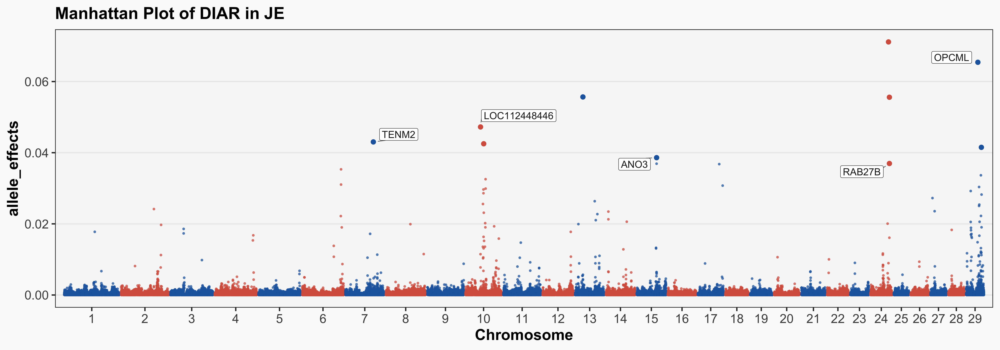 Manhattan Plot of DIAR in JE
OPCML
0.06
LOC112448446
TENM2
0.04
ANO3
RAB27B
allele_effects
0.02
0.00
1 2 3 4 5 6 7 8 9 10 11 12 13 14 15 16 17 18 19 20 21 22 23 24 25 26 27 28 29
Chromosome